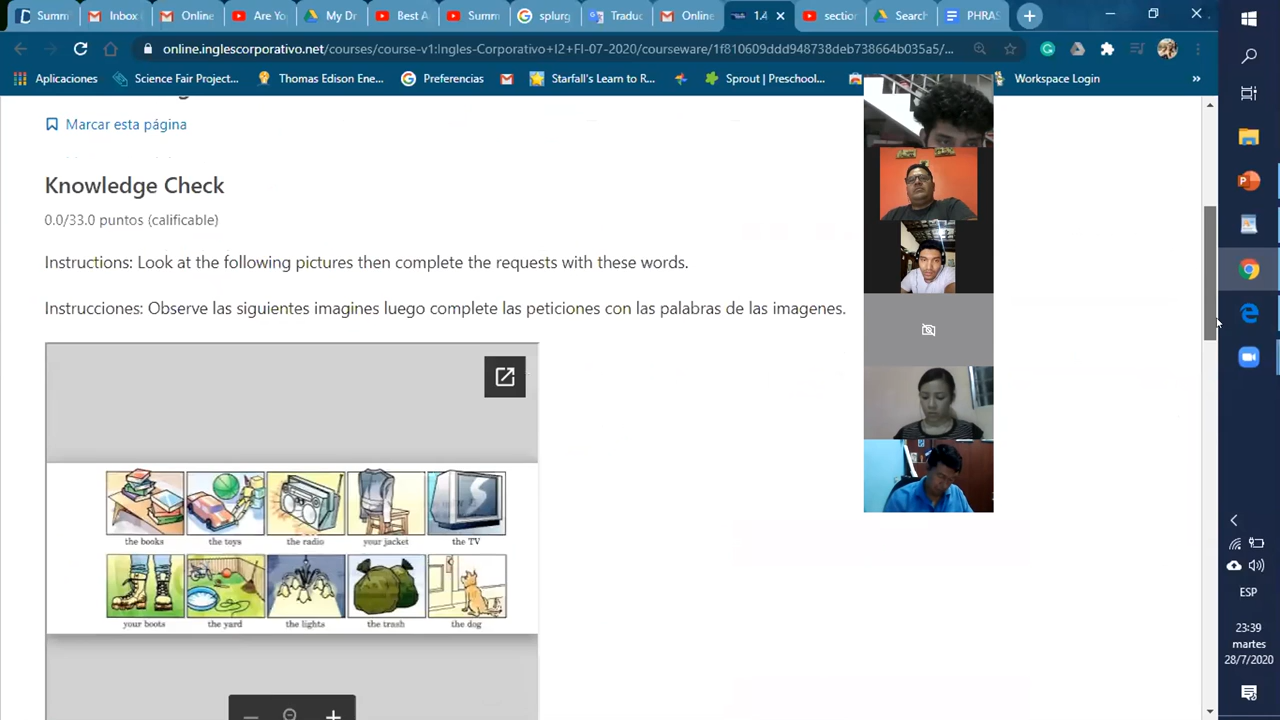 Summ
Inbox
Online
Are Yo
My Dr
Best A
Summ
splurg
Traduc
Online
1.A
section
Search
PHRAS
online.inglescorporativo.net/courses/course-v1:Ingles-Corporativo+I2+FI-07-2020/courseware/1f810609ddd948738deb738664b035a5/...
Aplicaciones
Science Fair Project...
Thomas Edison Ene...
Preferencias
Starfall's Learn to R...
Sprout | Preschool...
Workspace Login
»
Marcar esta página
Knowledge Check
0.0/33.0 puntos (calificable)
Instructions: Look at the following pictures then complete the requests with these words.
Instrucciones: Observe las siguientes imagines luego complete las peticiones con las palabras de las imagenes.
the books the toys the radio your jacket the TV
your boots the yard the lights the trash the dog
ESP
23:39
martes
28/7/2020